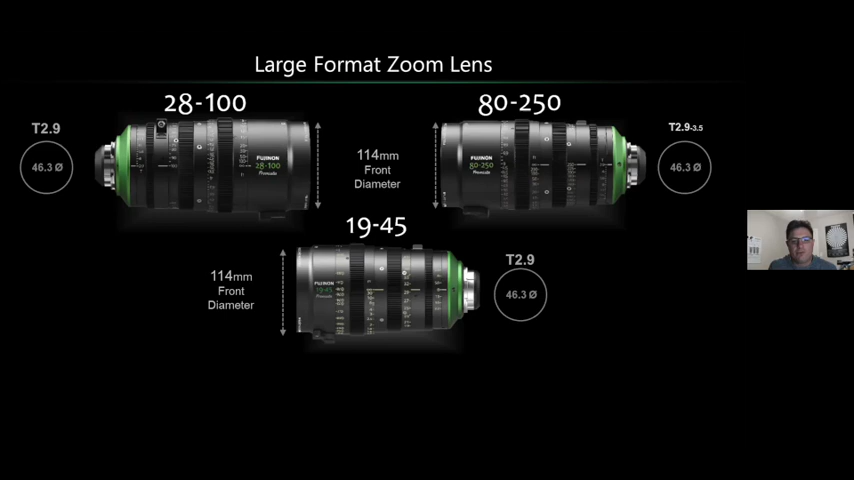 Large Format Zoom Lens
28-100
80-250
T2.9
46.3 Ø
FUJINON
28-100
Premista
114mm
Front
Diameter
FUJINON
80-250
Premista
T2.9-3.5
46.3 Ø
19-45
114mm
Front
Diameter
FUJINON
19-45
Premista
T2.9
46.3 Ø